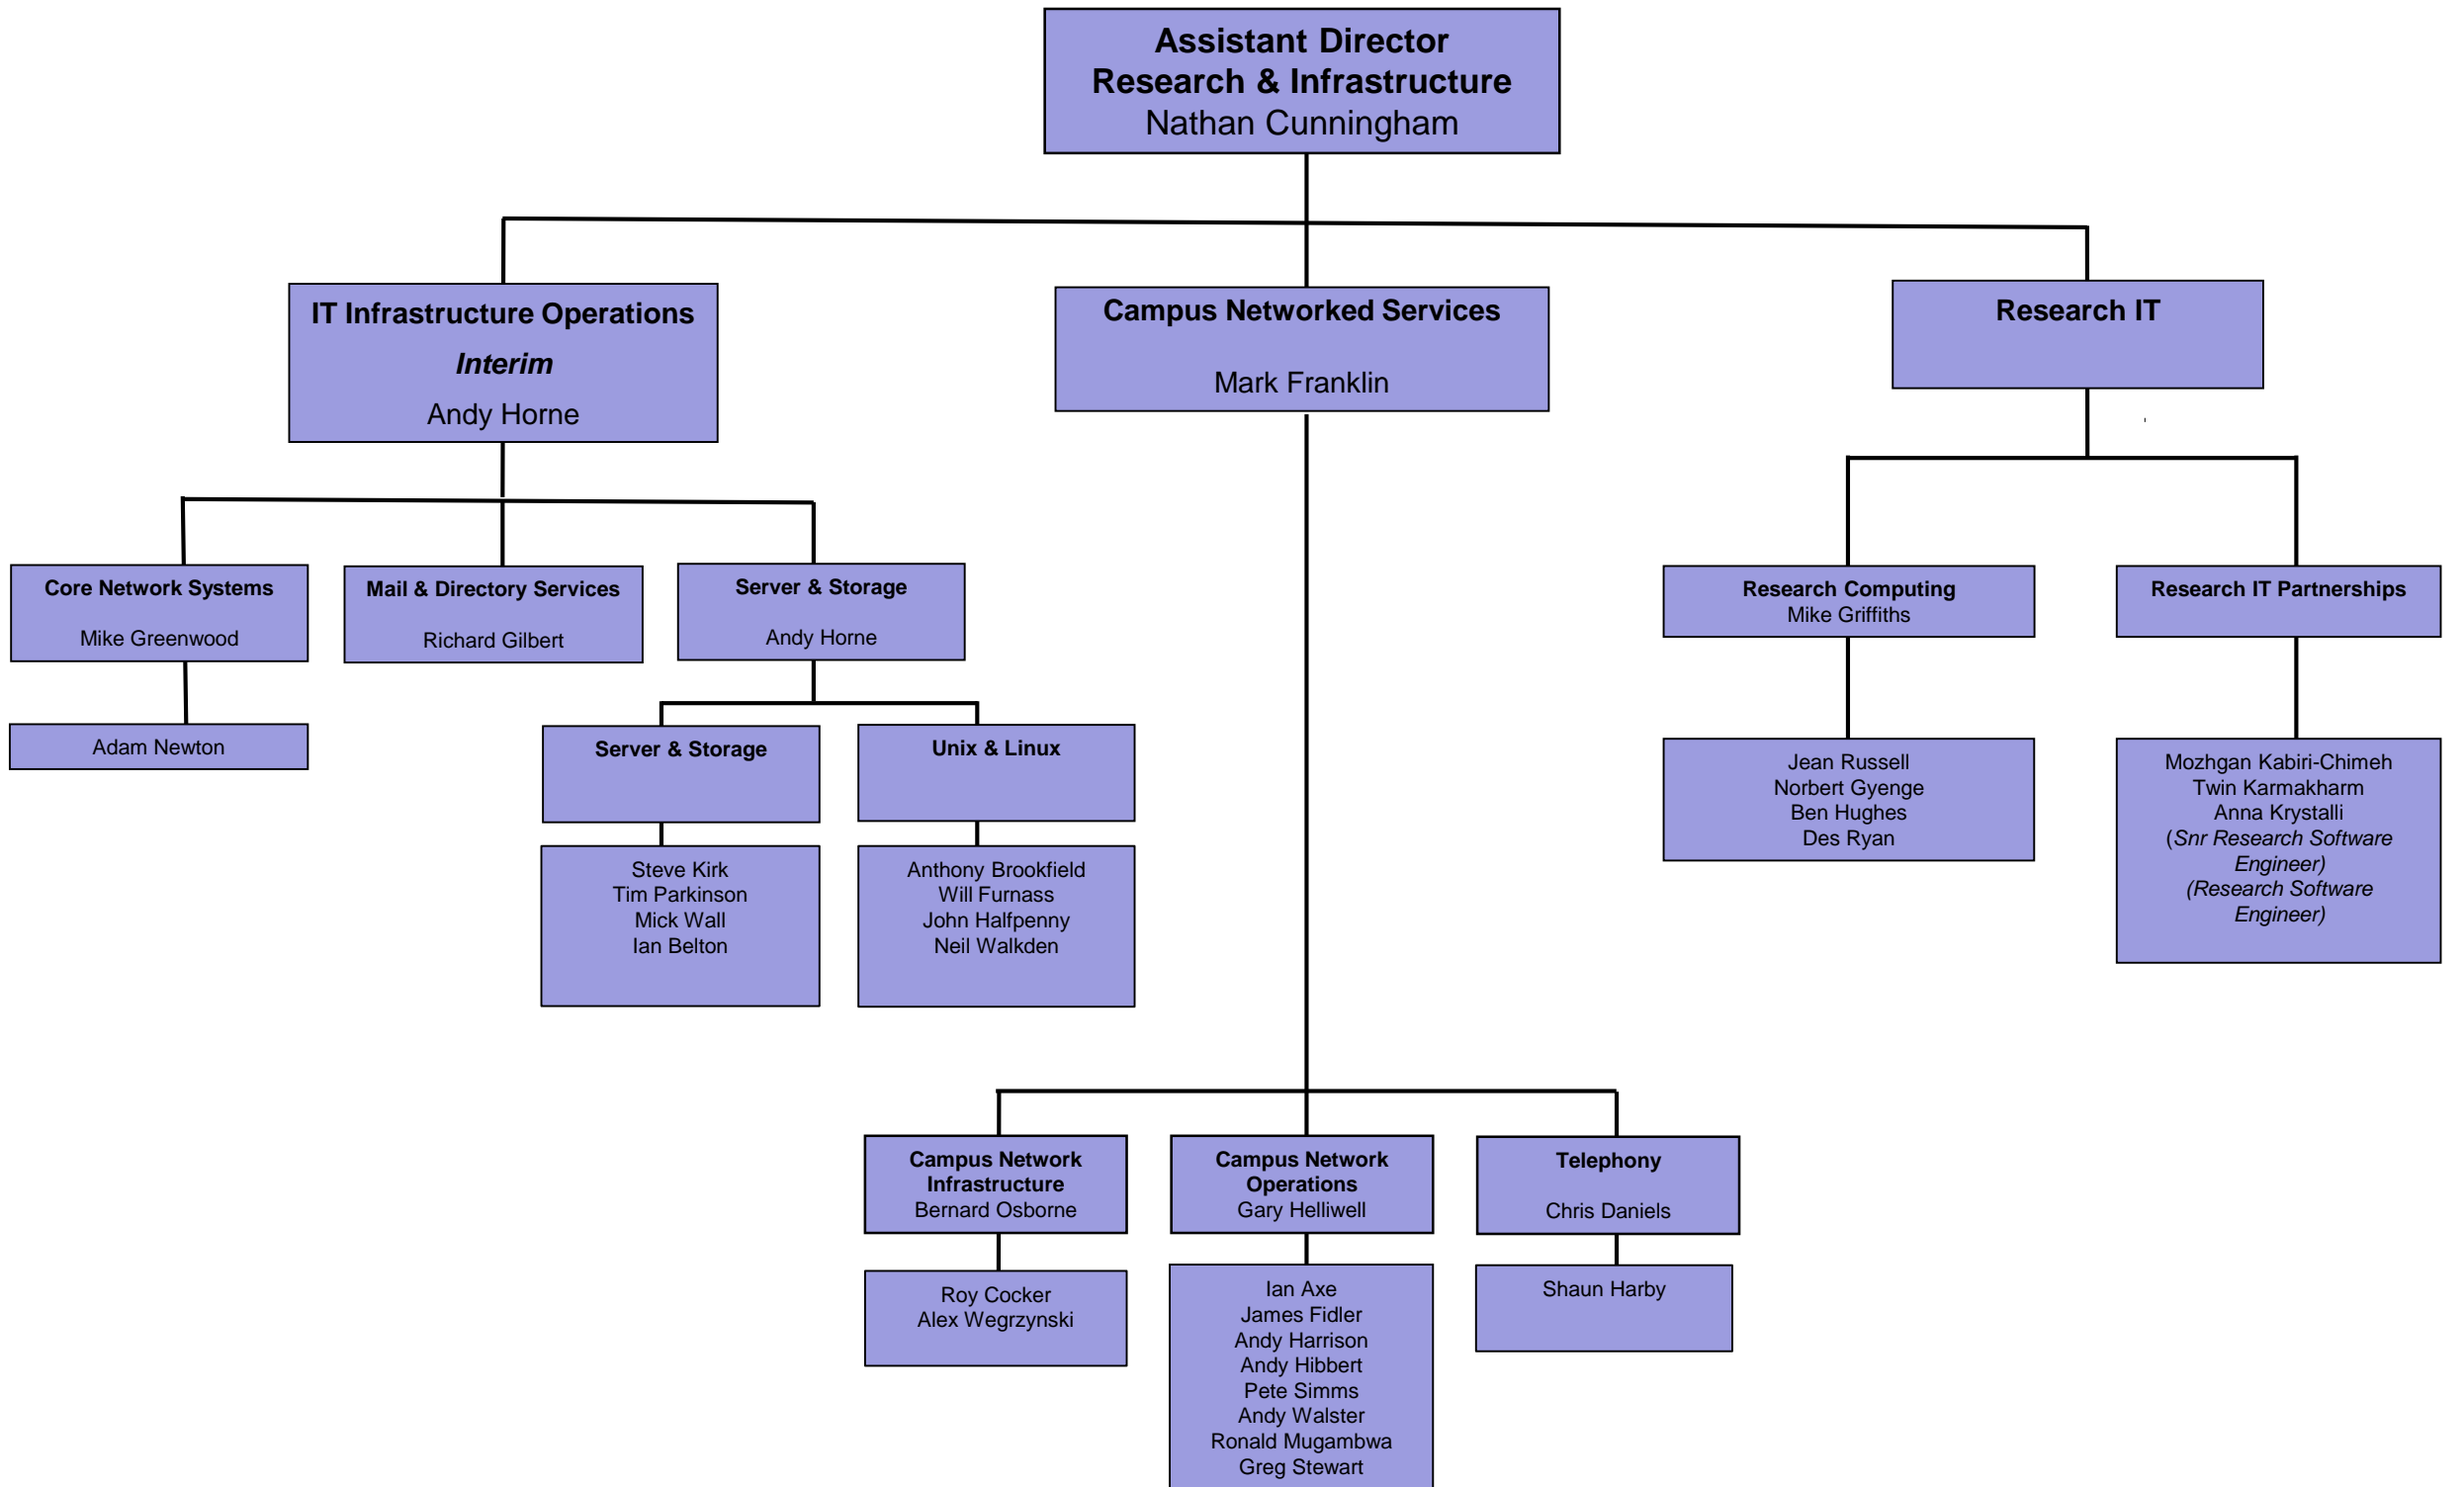 Assistant Director
Research & Infrastructure
Nathan Cunningham
IT Infrastructure Operations
Interim
Andy Horne
Campus Networked Services
Mark Franklin
Research IT
Core Network Systems
Mike Greenwood
Mail & Directory Services
Richard Gilbert
Server & Storage
Andy Horne
Research Computing
Mike Griffiths
Research IT Partnerships
Adam Newton
Server & Storage
Unix & Linux
Steve Kirk
Tim Parkinson
Mick Wall
Ian Belton
Anthony Brookfield
Will Furnass
John Halfpenny
Neil Walkden
Jean Russell
Norbert Gyenge
Ben Hughes
Des Ryan
Mozhgan Kabiri-Chimeh
Twin Karmakharm
Anna Krystalli
(Snr Research Software
Engineer)
(Research Software
Engineer)
Campus Network
Infrastructure
Bernard Osborne
Campus Network
Operations
Gary Helliwell
Telephony
Chris Daniels
Roy Cocker
Alex Wegrzynski
Ian Axe
James Fidler
Andy Harrison
Andy Hibbert
Pete Simms
Andy Walster
Ronald Mugambwa
Greg Stewart
Shaun Harby